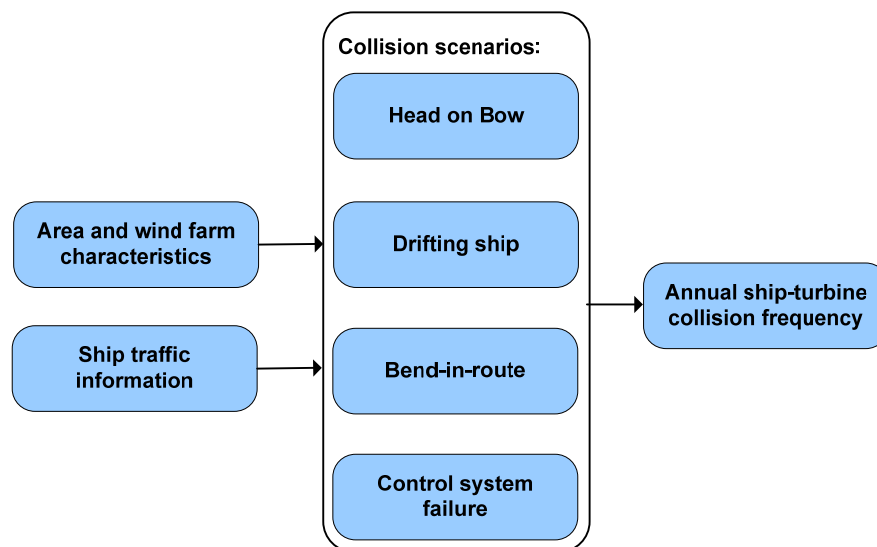 Collision scenarios:
Head on Bow
Area and wind farm
characteristics
Drifting ship
Annual ship-turbine
collision frequency
Ship traffic
information
Bend-in-route
Control system
failure